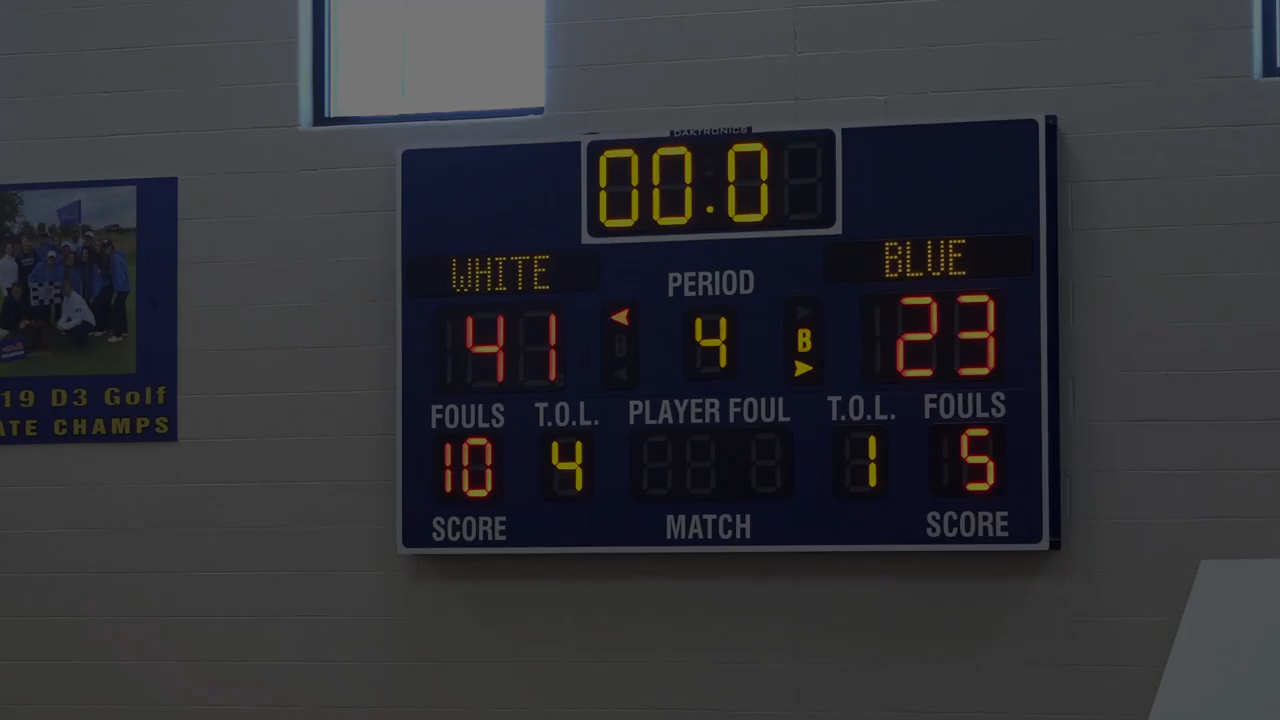 DAKTRONICS
00.0
WHITE
BLUE
PERIOD
41
4
B
23
FOULS T.O.L. PLAYER FOUL T.O.L. FOULS
10 4 1 5
SCORE MATCH SCORE
19 D3 Golf
ATE CHAMPS